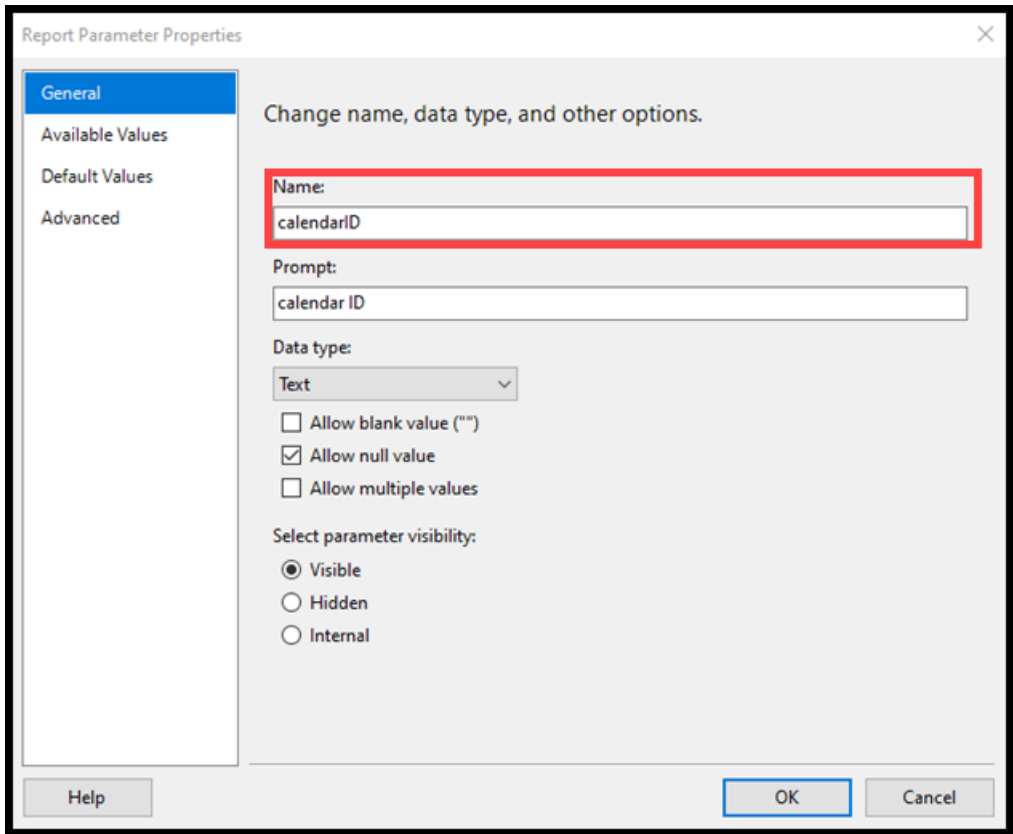 Report Parameter Properties
General
Available Values
Default Values
Advanced
Change name, data type, and other options.
Name:
calendarID
Prompt:
calendar ID
Data type:
Text
Allow blank value ("")
Allow null value
Allow multiple values
Select parameter visibility:
Visible
Hidden
Internal
Help
OK
Cancel